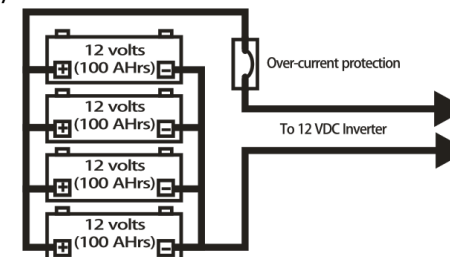 12 volts
+ (100 AHrs) −
Over-current protection
12 volts
+ (100 AHrs) −
To 12 VDC Inverter
12 volts
+ (100 AHrs) −
12 volts
+ (100 AHrs) −